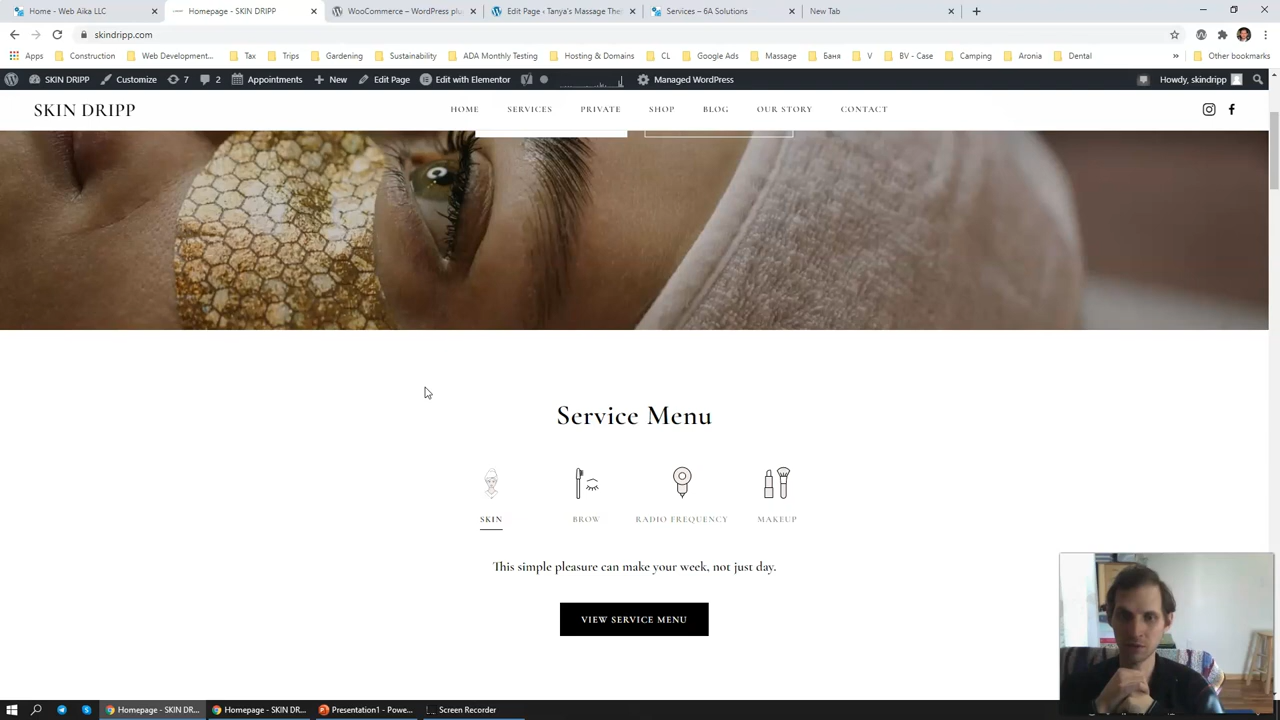 Home - Web Aika LLC
Homepage - SKIN DRIPP
WooCommerce – WordPress plu
Edit Page ‹ Tanya's Massage The
Services – 6A Solutions
New Tab
skindripp.com
Apps
Construction
Web Development...
Tax
Trips
Gardening
Sustainability
ADA Monthly Testing
Hosting & Domains
CL
Google Ads
Massage
Баня
V
BV - Case
Camping
Aronia
Dental
»
Other bookmarks
SKIN DRIPP
Customize
7
2
Appointments
New
Edit Page
Edit with Elementor
Managed WordPress
Howdy, skindripp
SKIN DRIPP
HOME
SERVICES
PRIVATE
SHOP
BLOG
OUR STORY
CONTACT
Service Menu
SKIN
BROW
RADIO FREQUENCY
MAKEUP
This simple pleasure can make your week, not just day.
VIEW SERVICE MENU
Homepage - SKIN DR...
Homepage - SKIN DR...
Presentation1 - Powe...
Screen Recorder